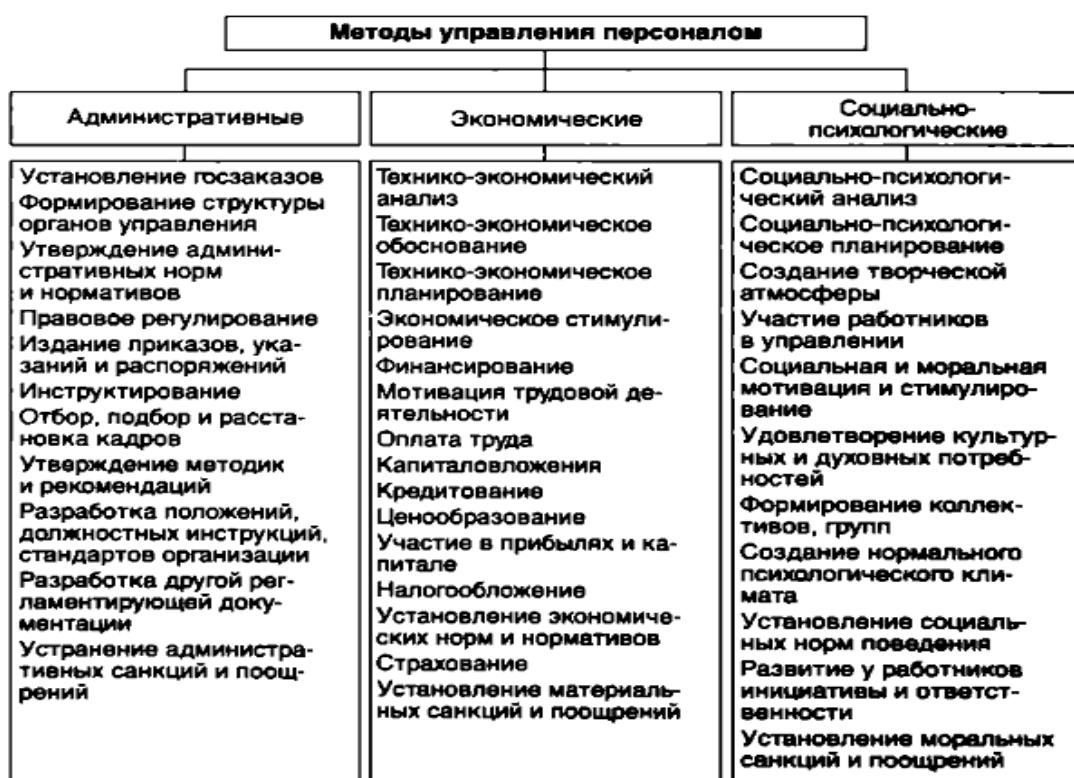 Методы управления персоналом
Административные
Экономические
Социально-
психологические
Установление госзаказов
Формирование структуры
органов управления
Утверждение админи-
стративных норм
и нормативов
Правовое регулирование
Издание приказов, ука-
заний и распоряжений
Инструктирование
Отбор, подбор и расста-
новка кадров
Утверждение методик
и рекомендаций
Разработка положений,
должностных инструкций,
стандартов организации
Разработка другой рег-
ламентирующей доку-
ментации
Устранение администра-
тивных санкций и поощ-
рений
Технико-экономический
анализ
Технико-экономическое
обоснование
Технико-экономическое
планирование
Экономическое стимули-
рование
Финансирование
Мотивация трудовой де-
ятельности
Оплата труда
Капиталовложения
Кредитование
Ценообразование
Участие в прибылях и ка-
питале
Налогообложение
Установление экономиче-
ских норм и нормативов
Страхование
Установление материаль-
ных санкций и поощрений
Социально-психологи-
ческий анализ
Социально-психологи-
ческое планирование
Создание творческой
атмосферы
Участие работников
в управлении
Социальная и моральная
мотивация и стимулиро-
вание
Удовлетворение культур-
ных и духовных потреб-
ностей
Формирование коллек-
тивов, групп
Создание нормального
психологического кли-
мата
Установление социаль-
ных норм поведения
Развитие у работников
инициативы и ответст-
венности
Установление моральных
санкций и поощрений